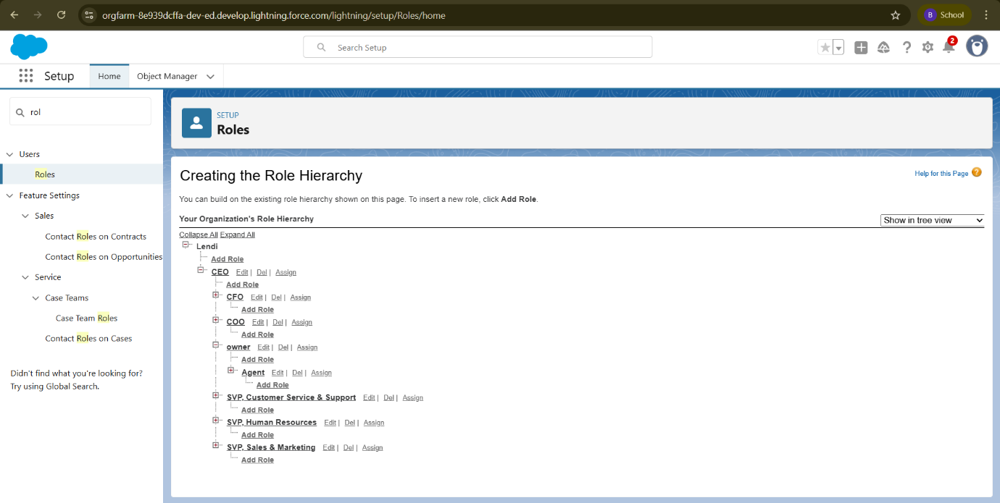 orgfarm-8e939dcffa-dev-ed.develop.lightning.force.com/lightning/setup/Roles/home
B School
Search Setup
2
Setup Home Object Manager
rol
Users
Roles
Feature Settings
Sales
Contact Roles on Contracts
Contact Roles on Opportunities
Service
Case Teams
Case Team Roles
Contact Roles on Cases
Didn't find what you're looking for?
Try using Global Search.
SETUP
Roles
Creating the Role Hierarchy
Help for this Page ?
You can build on the existing role hierarchy shown on this page. To insert a new role, click Add Role.
Your Organization's Role Hierarchy
Show in tree view
Collapse All Expand All
Lendi
Add Role
CEO Edit | Del | Assign
Add Role
CFO Edit | Del | Assign
Add Role
COO Edit | Del | Assign
Add Role
owner Edit | Del | Assign
Add Role
Agent Edit | Del | Assign
Add Role
SVP, Customer Service & Support Edit | Del | Assign
Add Role
SVP, Human Resources Edit | Del | Assign
Add Role
SVP, Sales & Marketing Edit | Del | Assign
Add Role